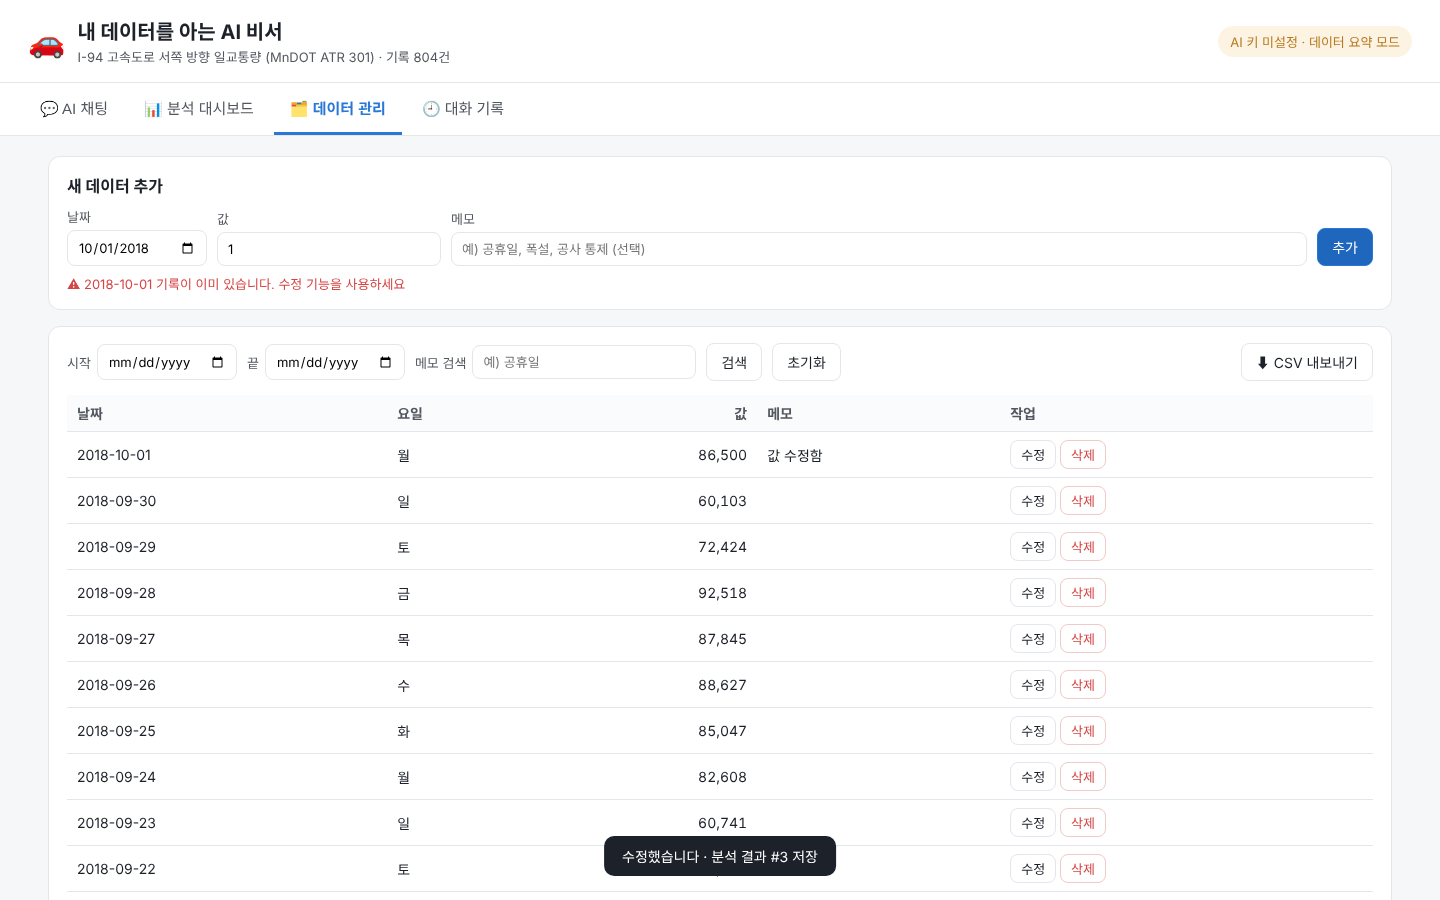 내 데이터를 아는 AI 비서
I-94 고속도로 서쪽 방향 일교통량 (MnDOT ATR 301) · 기록 804건
AI 키 미설정 · 데이터 요약 모드
AI 채팅 분석 대시보드 데이터 관리 대화 기록
새 데이터 추가
날짜 값 메모
10/01/2018 1 예) 공휴일, 폭설, 공사 통제 (선택) 추가
⚠ 2018-10-01 기록이 이미 있습니다. 수정 기능을 사용하세요
시작 mm/dd/yyyy 끝 mm/dd/yyyy 메모 검색 예) 공휴일 검색 초기화 ⬇ CSV 내보내기
날짜 요일 값 메모 작업
2018-10-01 월 86,500 값 수정함 수정 삭제
2018-09-30 일 60,103 수정 삭제
2018-09-29 토 72,424 수정 삭제
2018-09-28 금 92,518 수정 삭제
2018-09-27 목 87,845 수정 삭제
2018-09-26 수 88,627 수정 삭제
2018-09-25 화 85,047 수정 삭제
2018-09-24 월 82,608 수정 삭제
2018-09-23 일 60,741 수정 삭제
2018-09-22 토 수정 삭제
수정했습니다 · 분석 결과 #3 저장